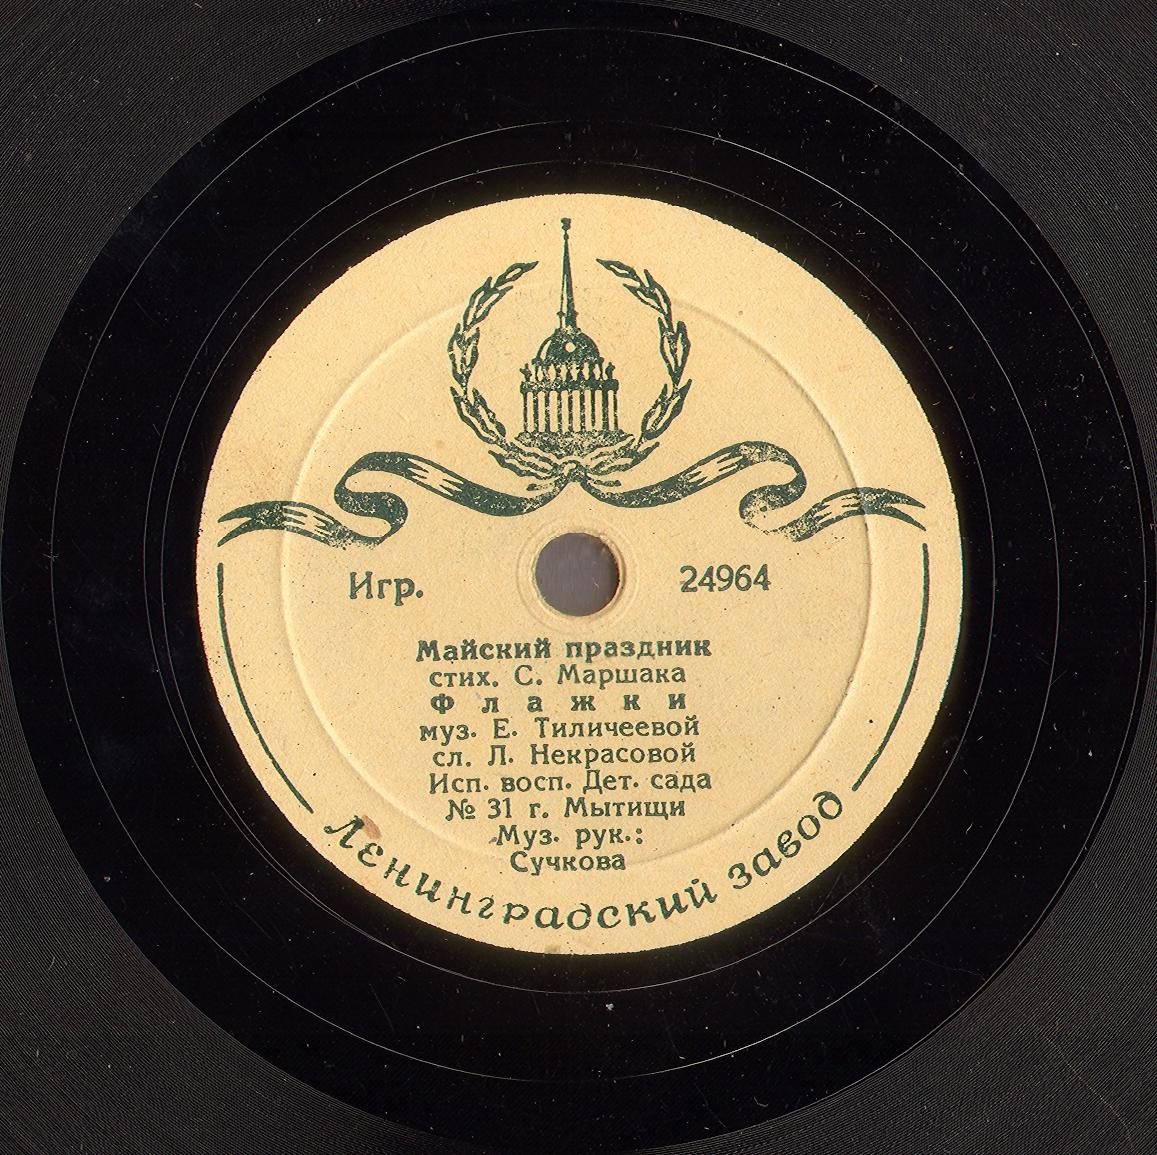 Игр. 24964
Майский праздник
стих. С. Маршака
Флажки
муз. Е. Тиличеевой
сл. Л. Некрасовой
Исп. восп. Дет. сада
№ 31 г. Мытищи
Муз. рук.:
Сучкова
Ленинградский завод